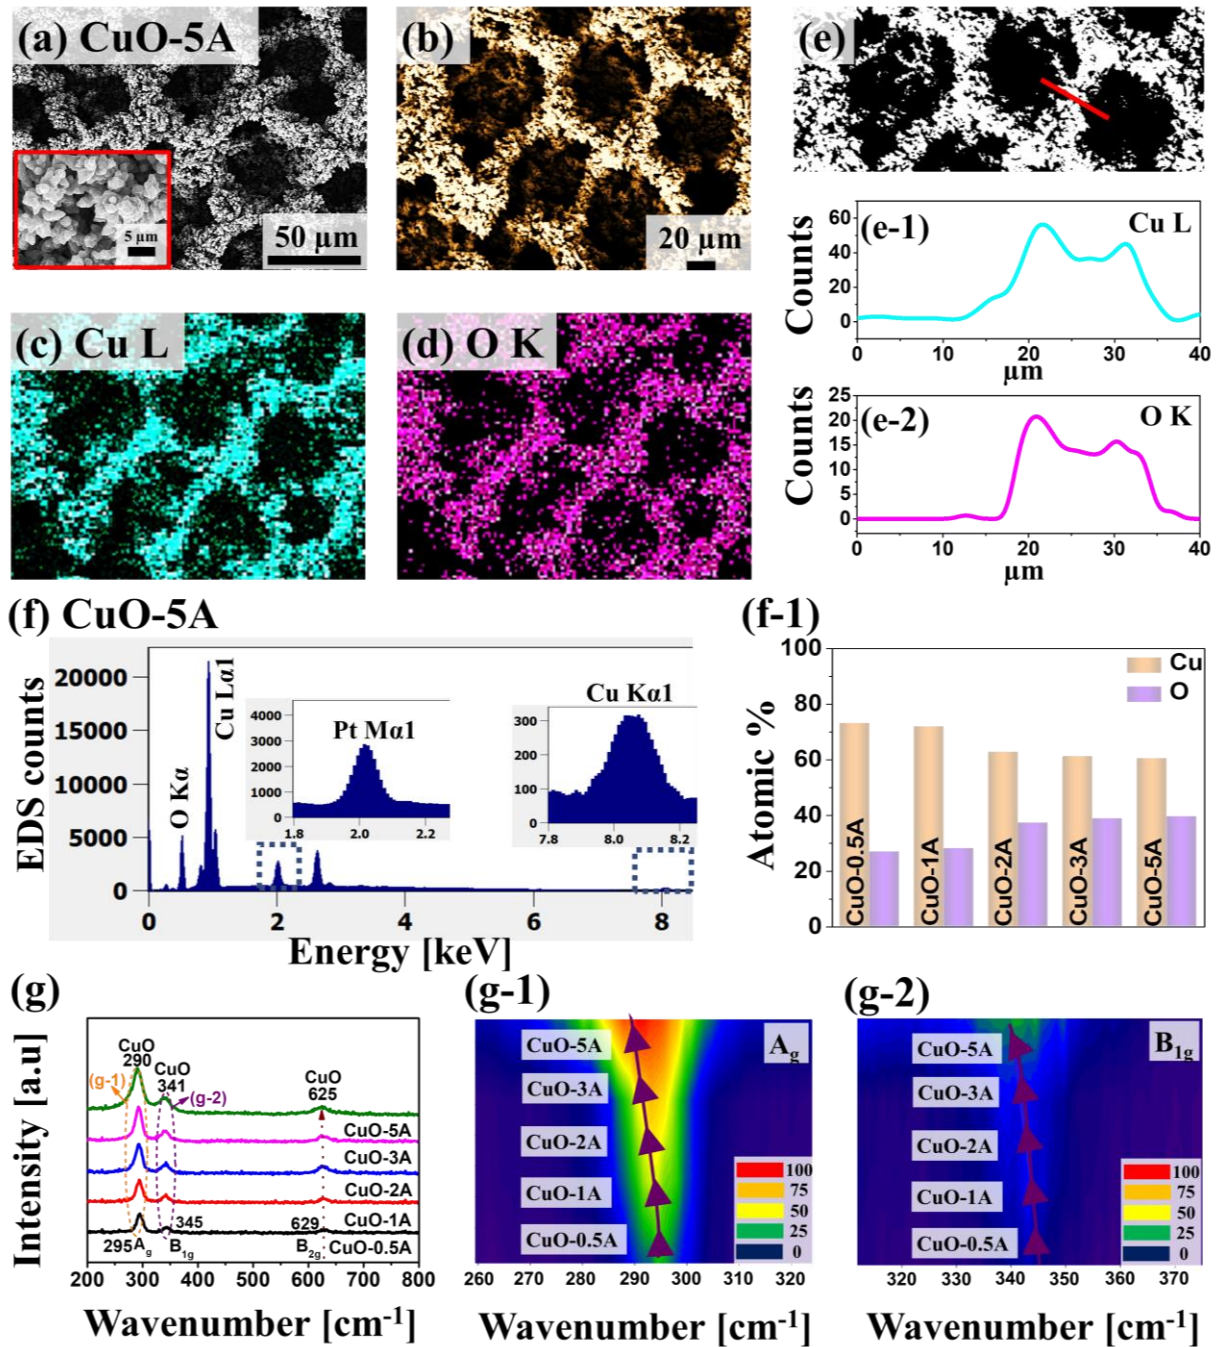 (a) CuO-5A
5 µm
50 µm
(b)
20 µm
(e)
(c) Cu L
(d) O K
(e-1)
Cu L
Counts
60
40
20
0
0 10 20 30 40
µm
(e-2)
O K
Counts
25
20
15
10
5
0
0 10 20 30 40
µm
(f) CuO-5A
EDS counts
20000
15000
10000
5000
0
O Kα
Cu Lα1
Pt Mα1
4000
3000
2000
1000
0
1.8 2.0 2.2
Cu Kα1
300
200
100
0
7.8 8.0 8.2
0 2 4 6 8
Energy [keV]
(f-1)
Atomic %
100
80
60
40
20
0
Cu
O
CuO-0.5A
CuO-1A
CuO-2A
CuO-3A
CuO-5A
(g)
Intensity [a.u]
CuO
290
CuO
341
CuO
625
(g-1)
(g-2)
CuO-5A
CuO-3A
CuO-2A
CuO-1A
345
629
295 Ag
B1g
B2g
CuO-0.5A
200 300 400 500 600 700 800
Wavenumber [cm-1]
(g-1)
Ag
CuO-5A
CuO-3A
CuO-2A
CuO-1A
CuO-0.5A
100
75
50
25
0
260 270 280 290 300 310 320
Wavenumber [cm-1]
(g-2)
B1g
CuO-5A
CuO-3A
CuO-2A
CuO-1A
CuO-0.5A
100
75
50
25
0
320 330 340 350 360 370
Wavenumber [cm-1]